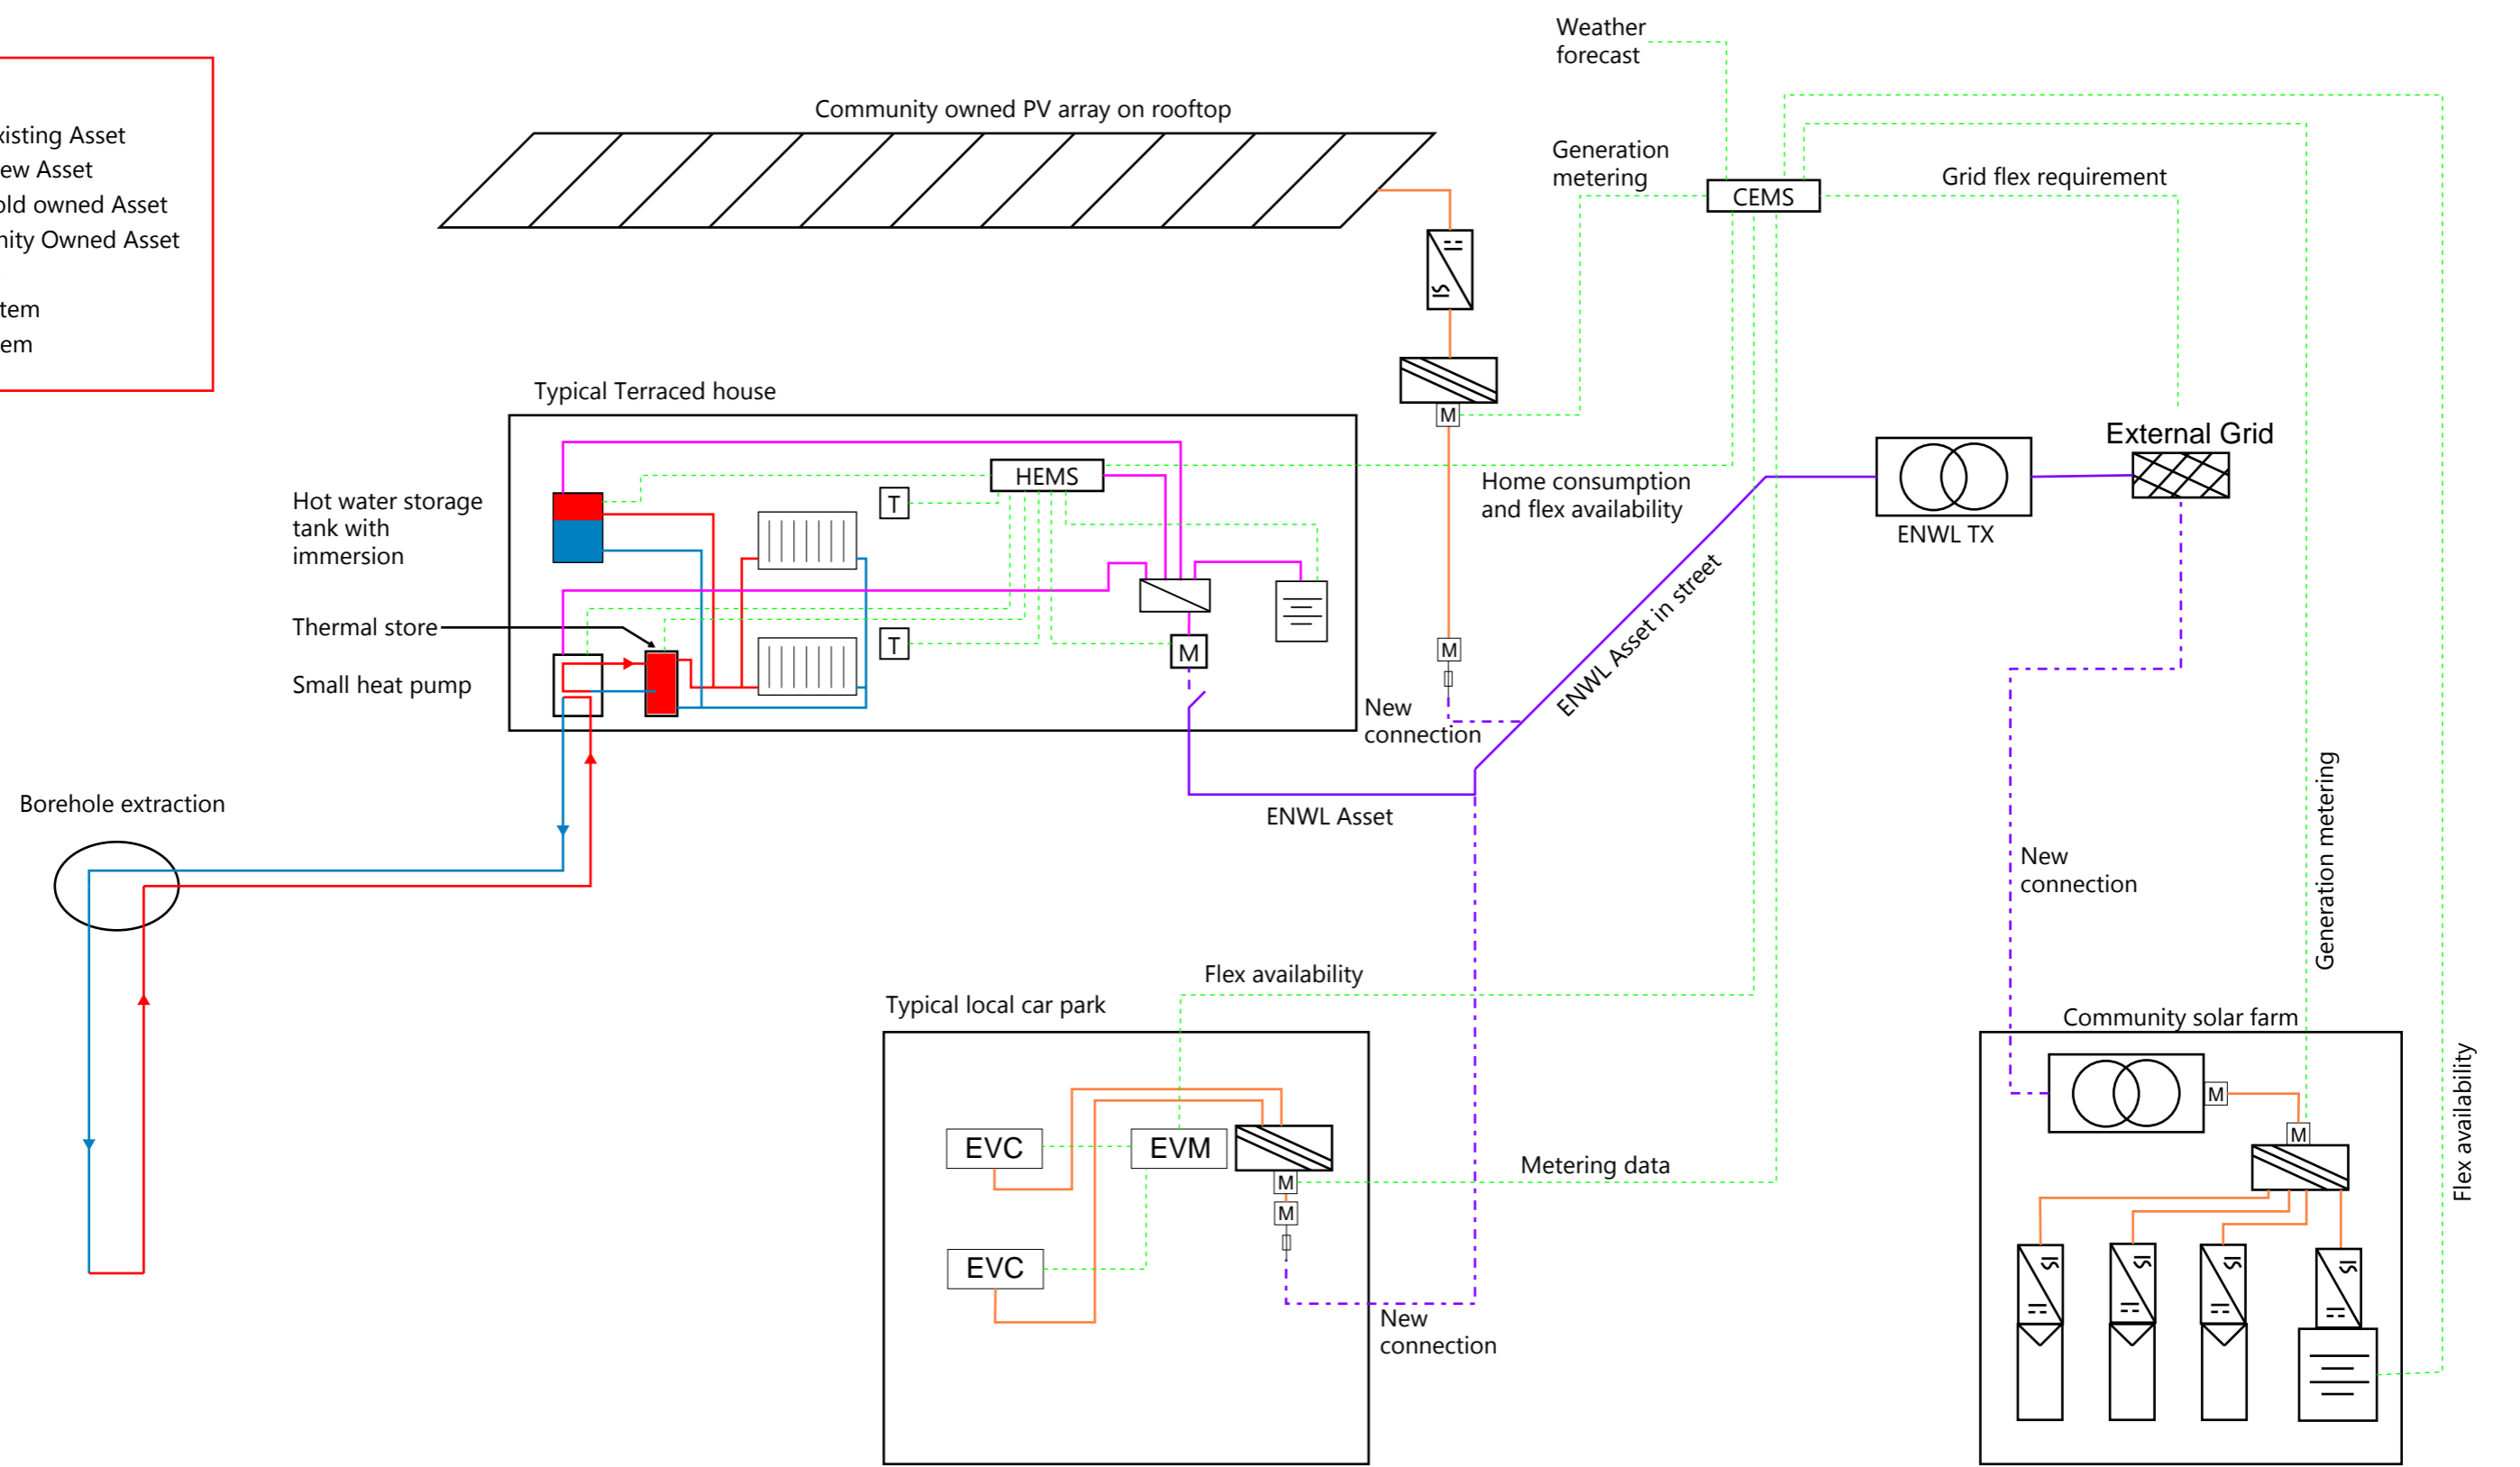 Weather
forecast
Community owned PV array on rooftop
xisting Asset
ew Asset
old owned Asset
nity Owned Asset
tem
em
Generation
metering
CEMS
Grid flex requirement
Typical Terraced house
M
External Grid
HEMS
T
Hot water storage
tank with
immersion
Home consumption
and flex availability
ENWL TX
ENWL Asset in street
Thermal store
T
M
M
Small heat pump
New
connection
Borehole extraction
ENWL Asset
Generation metering
New
connection
Flex availability
Typical local car park
Community solar farm
Flex availability
M
M
EVC
EVM
Metering data
M
M
EVC
New
connection